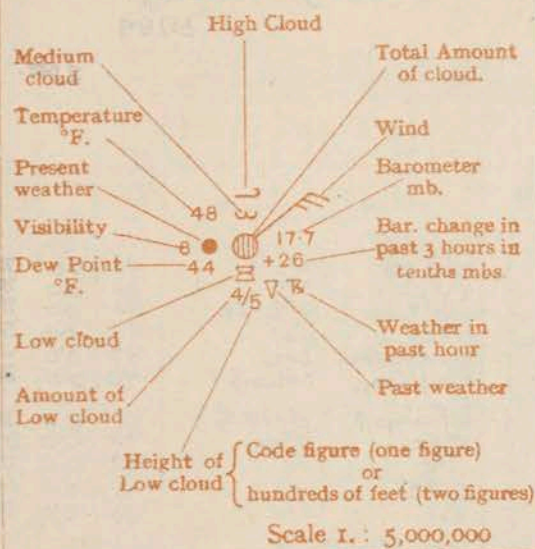 High Cloud
Medium
cloud
Total Amount
of cloud.
Temperature
°F.
Wind
Present
weather
Barometer
mb.
48
Visibility
8
17.7
Bar. change in
past 3 hours in
tenths mbs.
+26
Dew Point
°F.
44
4/5
Low cloud
Weather in
past hour
Past weather
Amount of
Low cloud
Height of
Low cloud
Code figure (one figure)
or
hundreds of feet (two figures)
Scale 1. : 5,000,000